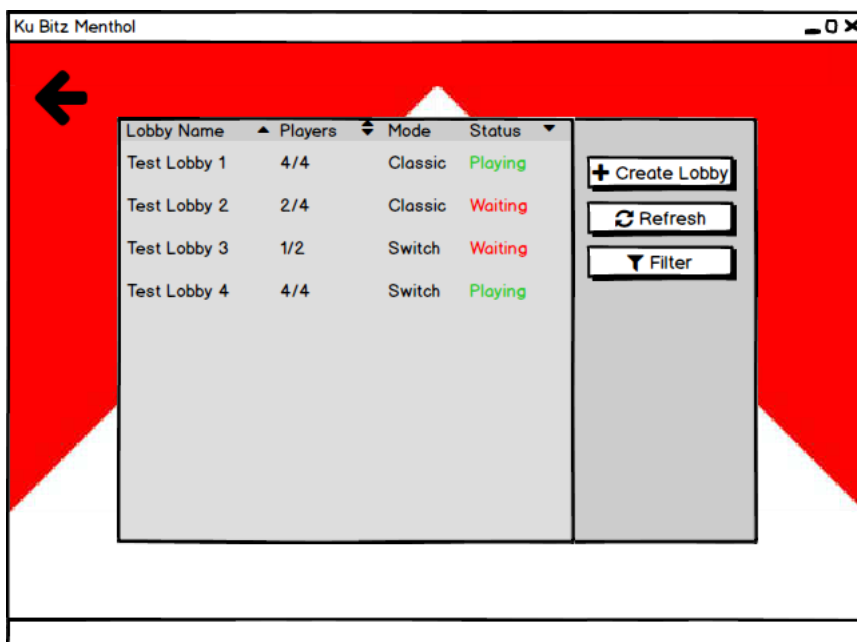 Ku Bitz Menthol
Lobby Name Players Mode Status
Test Lobby 1 4/4 Classic Playing
Test Lobby 2 2/4 Classic Waiting
Test Lobby 3 1/2 Switch Waiting
Test Lobby 4 4/4 Switch Playing
Create Lobby
Refresh
Filter